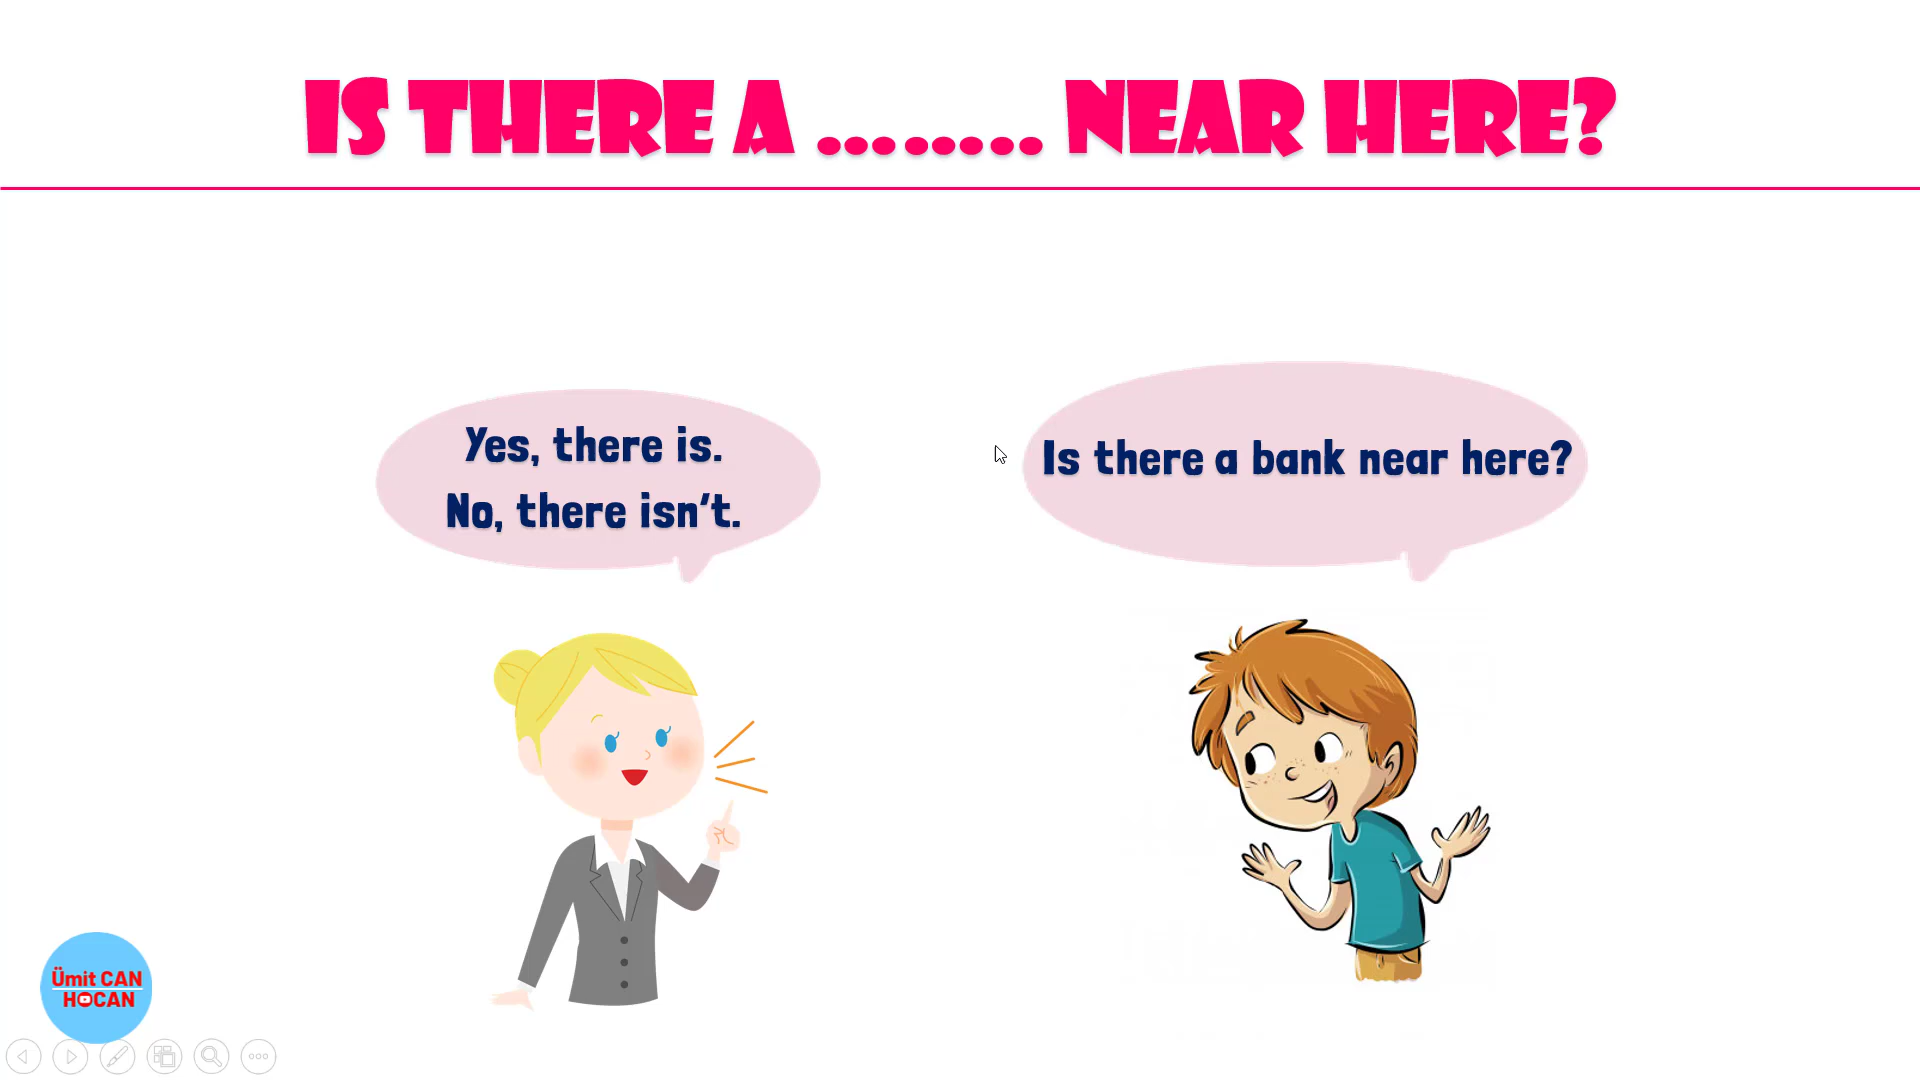 IS THERE A ......... NEAR HERE?
Yes, there is.
No, there isn't.
Is there a bank near here?
Ümit CAN
HOCAN